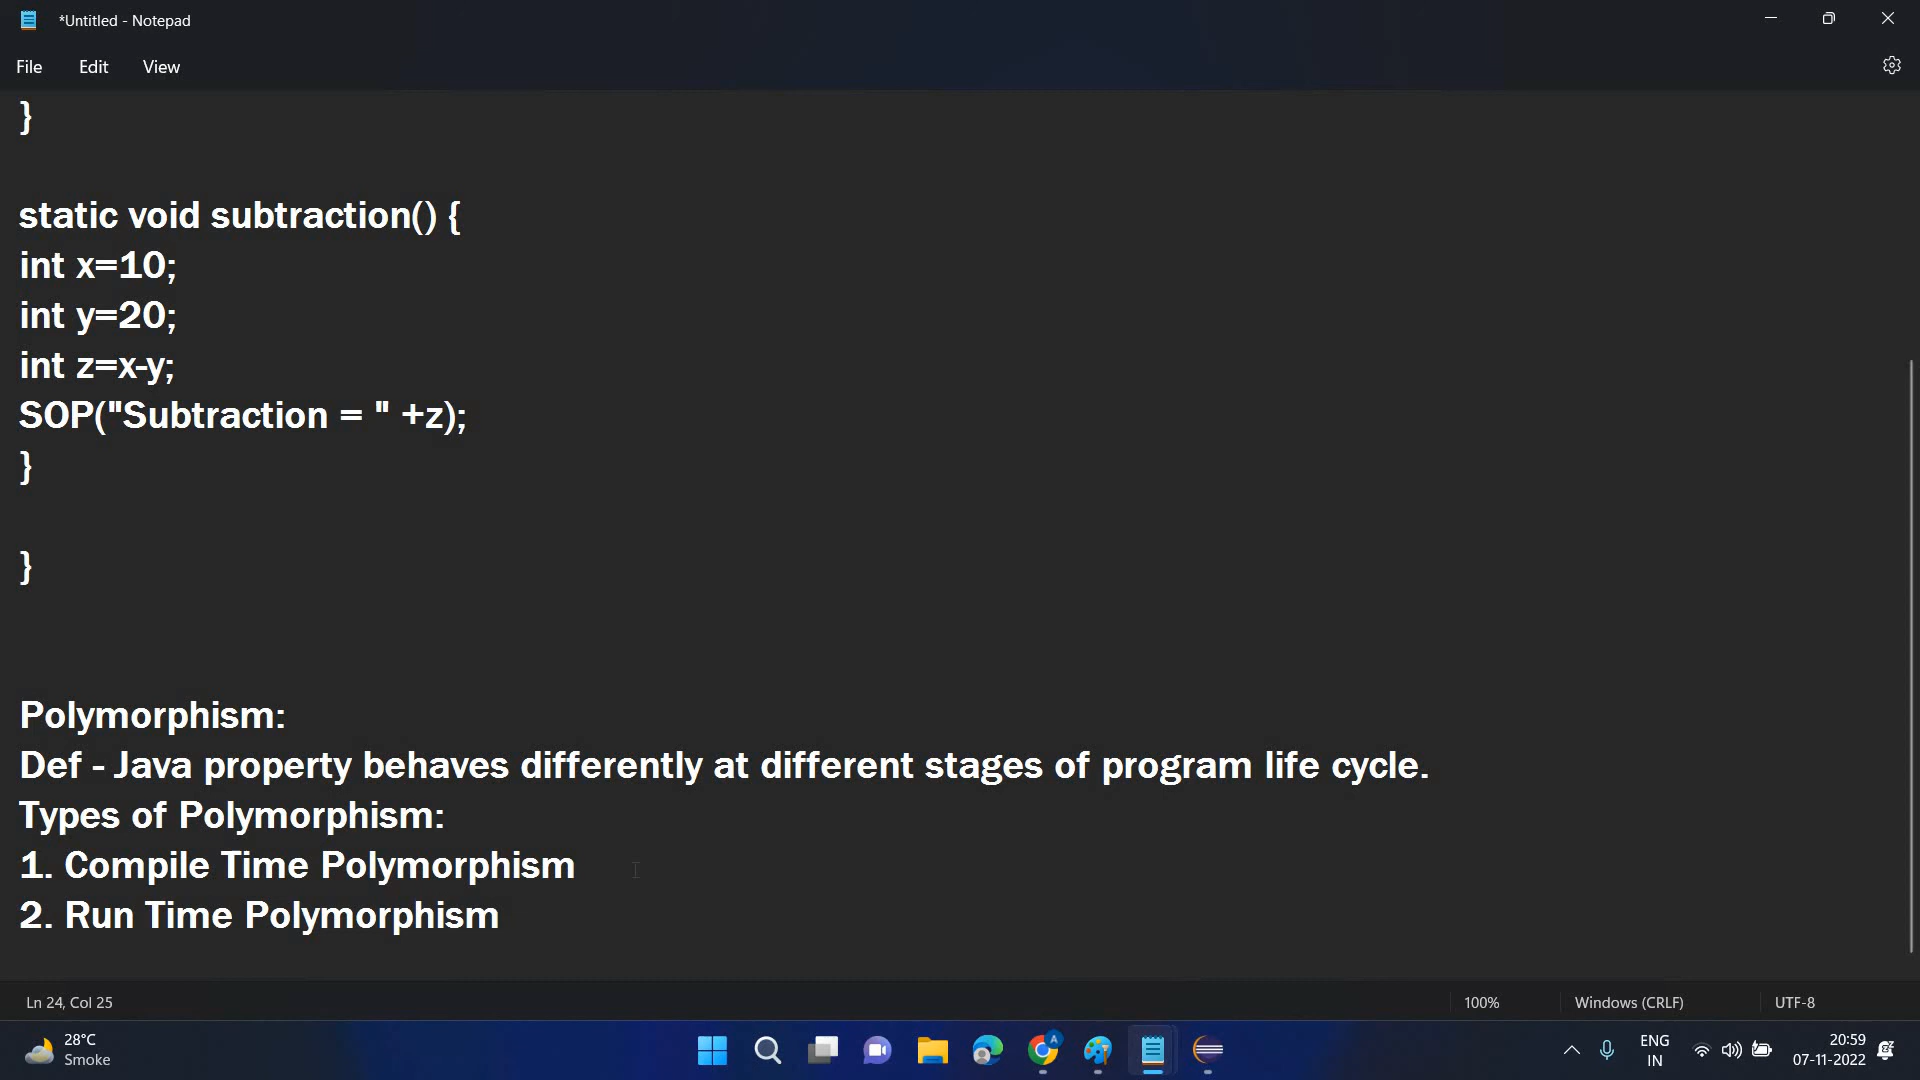 *Untitled - Notepad
File Edit View
}
static void subtraction() {
int x=10;
int y=20;
int z=x-y;
SOP("Subtraction = " +z);
}
}
Polymorphism:
Def - Java property behaves differently at different stages of program life cycle.
Types of Polymorphism:
1. Compile Time Polymorphism
2. Run Time Polymorphism
Ln 24, Col 25 100% Windows (CRLF) UTF-8
28°C
Smoke
A
ENG
IN
20:59
07-11-2022